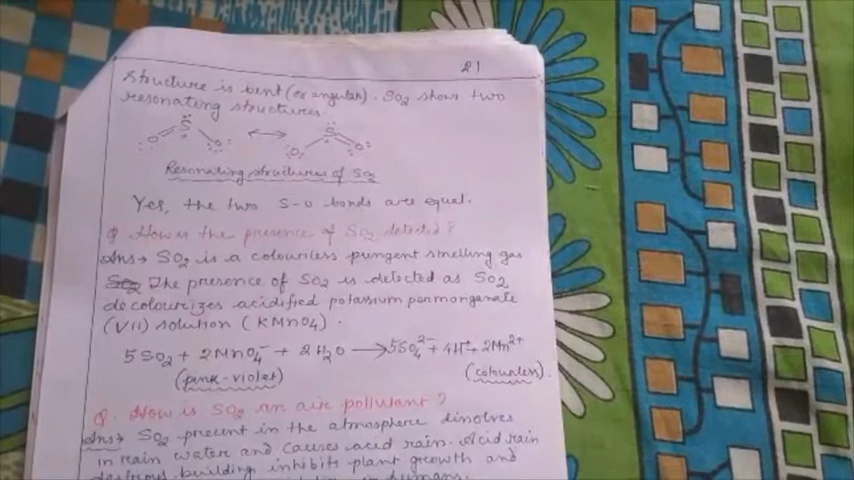 21
Structure is bent (or angular). SO2 shows two
resonating structures.
Resonating structures of SO2
Yes, the two S-O bonds are equal.
Q How is the presence of SO2 detected?
Ans → SO2 is a colourless pungent smelling gas
SO2 The presence of SO2 is detected as SO2
decolourizes acidified potassium permanganate
(VII) solution (KMnO4).
5SO2 + 2MnO4⁻ + 2H2O → 5SO4²⁻ + 4H⁺ + 2Mn²⁺
(pink-violet) (colourless)
Q. How is SO2 an air pollutant?
Ans → SO2 present in the atmosphere dissolves
in rain water and causes acid rain. Acid rain
destroys building inhibits plant growth and
in humans.